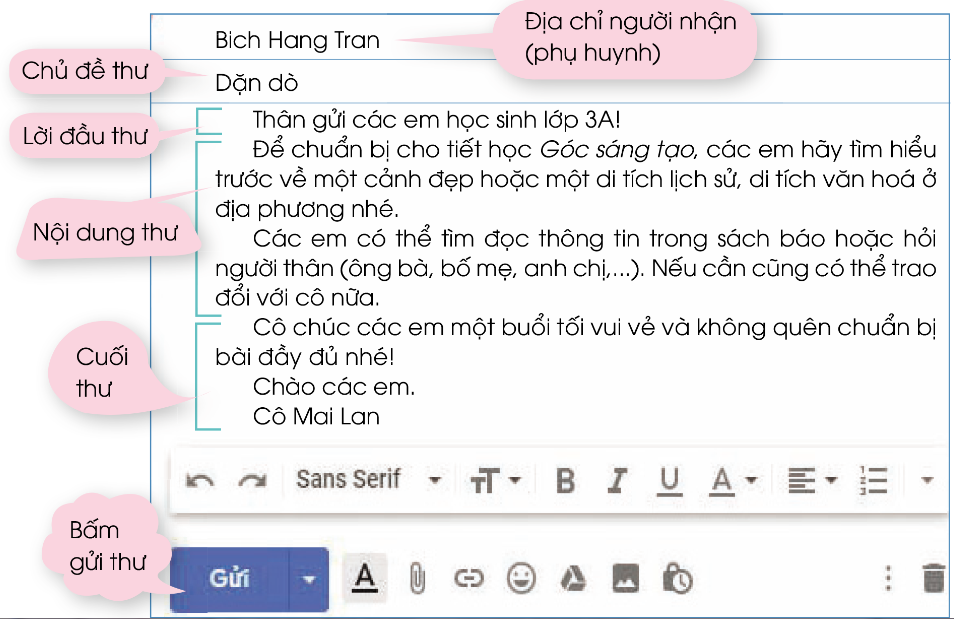 Bich Hang Tran
Địa chỉ người nhận
(phụ huynh)
Chủ đề thư
Dặn dò
Lời đầu thư
Thân gửi các em học sinh lớp 3A!
Nội dung thư
Để chuẩn bị cho tiết học Góc sáng tạo, các em hãy tìm hiểu
trước về một cảnh đẹp hoặc một di tích lịch sử, di tích văn hoá ở
địa phương nhé.
Các em có thể tìm đọc thông tin trong sách báo hoặc hỏi
người thân (ông bà, bố mẹ, anh chị,...). Nếu cần cũng có thể trao
đổi với cô nữa.
Cuối
thư
Cô chúc các em một buổi tối vui vẻ và không quên chuẩn bị
bài đầy đủ nhé!
Chào các em.
Cô Mai Lan
Sans Serif
Bấm
gửi thư
Gửi